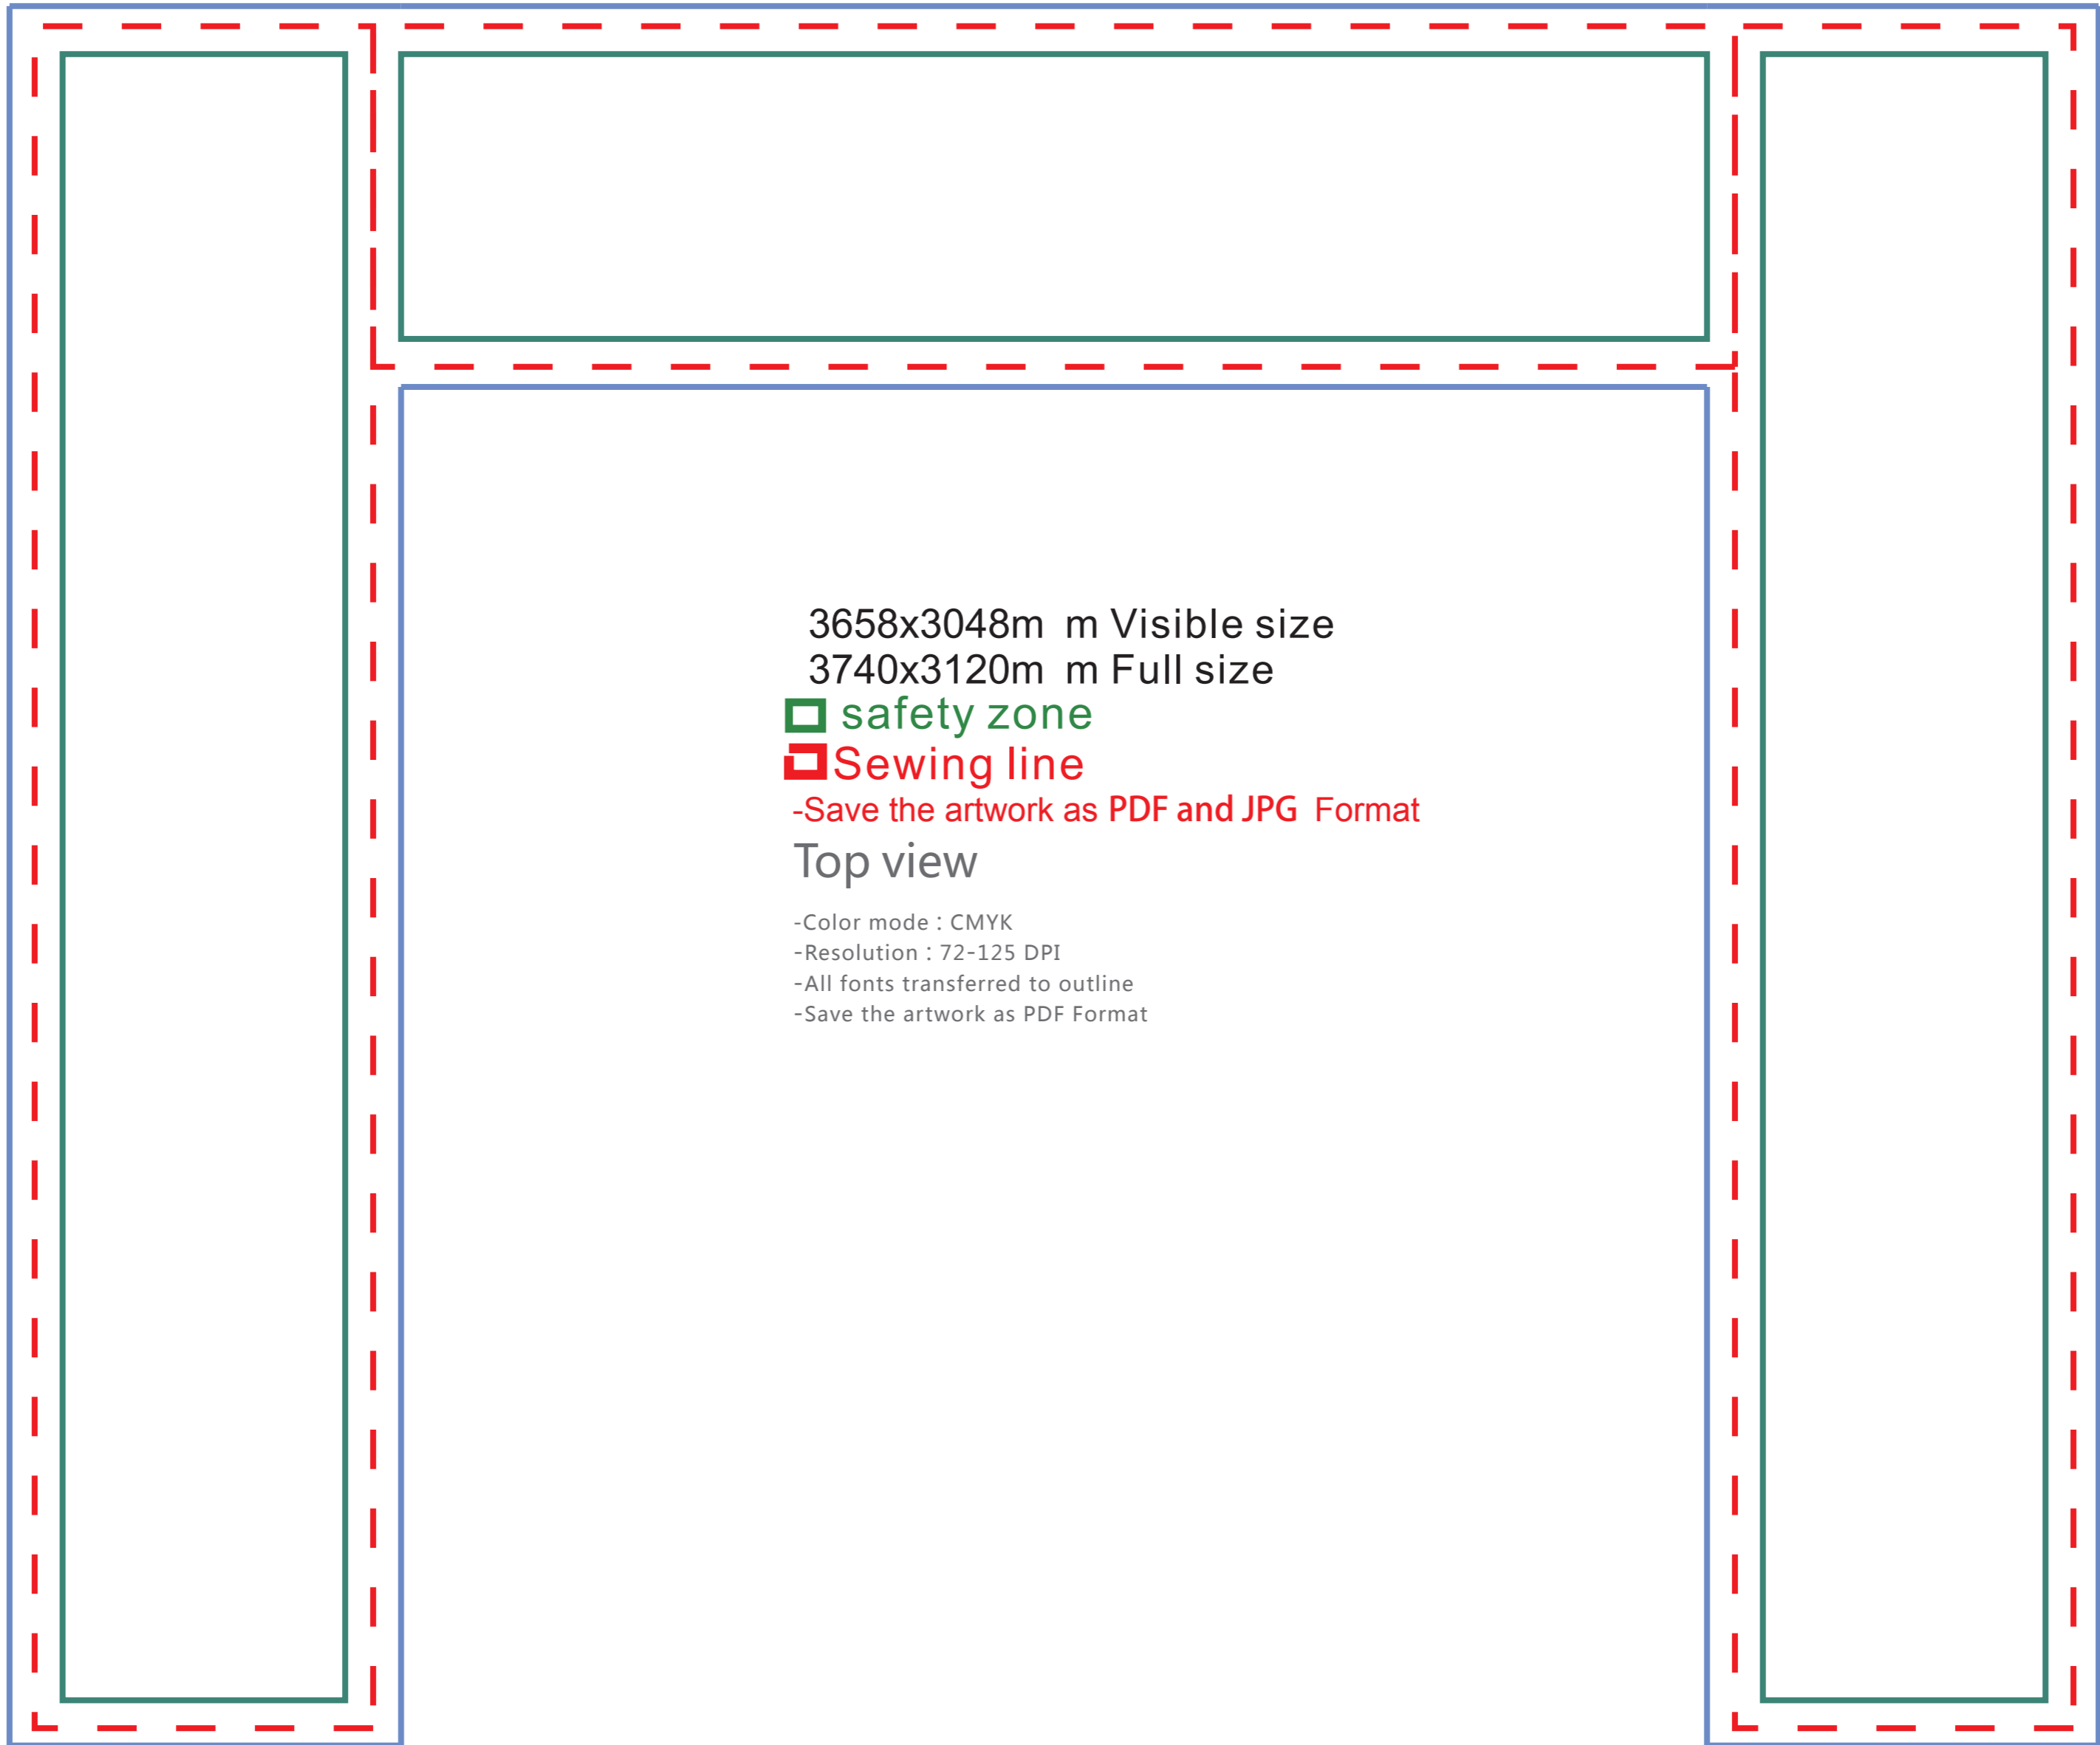 3658x3048m m Visible size
3740x3120m m Full size
safety zone
Sewing line
-Save the artwork as PDF and JPG Format
Top view
-Color mode : CMYK
-Resolution : 72-125 DPI
-All fonts transferred to outline
-Save the artwork as PDF Format